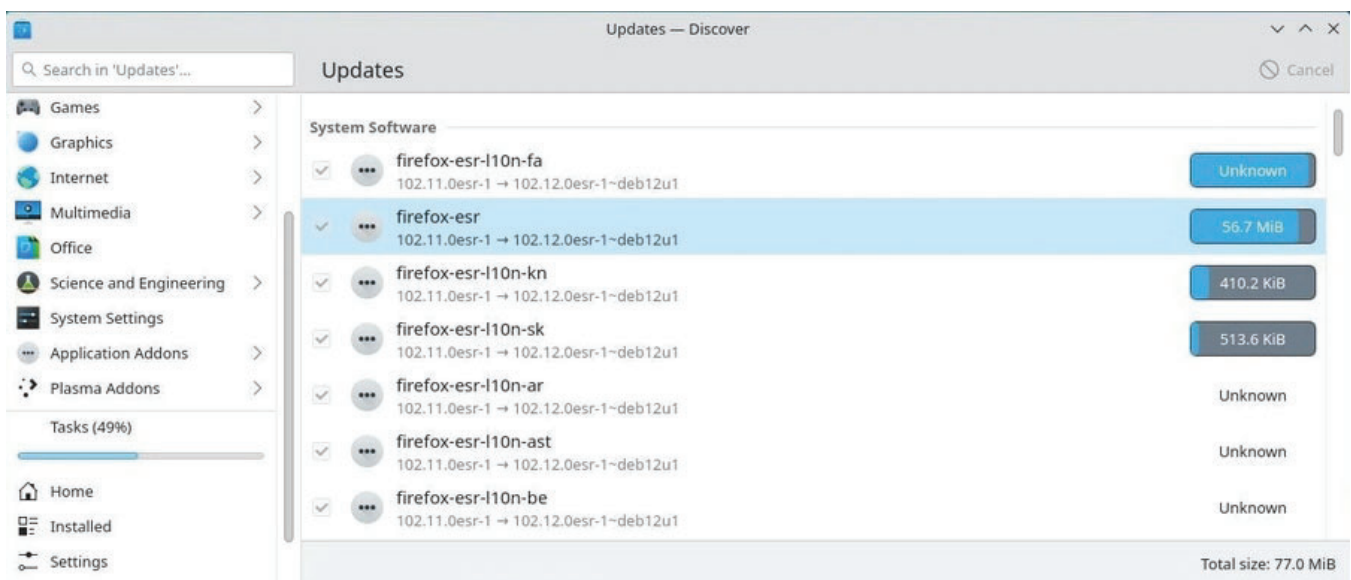 Updates — Discover
Search in 'Updates'...
Updates
Cancel
Games
Graphics
Internet
Multimedia
Office
Science and Engineering
System Settings
Application Addons
Plasma Addons
Tasks (49%)
Home
Installed
Settings
System Software
firefox-esr-l10n-fa
102.11.0esr-1 → 102.12.0esr-1~deb12u1
Unknown
firefox-esr
102.11.0esr-1 → 102.12.0esr-1~deb12u1
56.7 MiB
firefox-esr-l10n-kn
102.11.0esr-1 → 102.12.0esr-1~deb12u1
410.2 KiB
firefox-esr-l10n-sk
102.11.0esr-1 → 102.12.0esr-1~deb12u1
513.6 KiB
firefox-esr-l10n-ar
102.11.0esr-1 → 102.12.0esr-1~deb12u1
Unknown
firefox-esr-l10n-ast
102.11.0esr-1 → 102.12.0esr-1~deb12u1
Unknown
firefox-esr-l10n-be
102.11.0esr-1 → 102.12.0esr-1~deb12u1
Unknown
Total size: 77.0 MiB